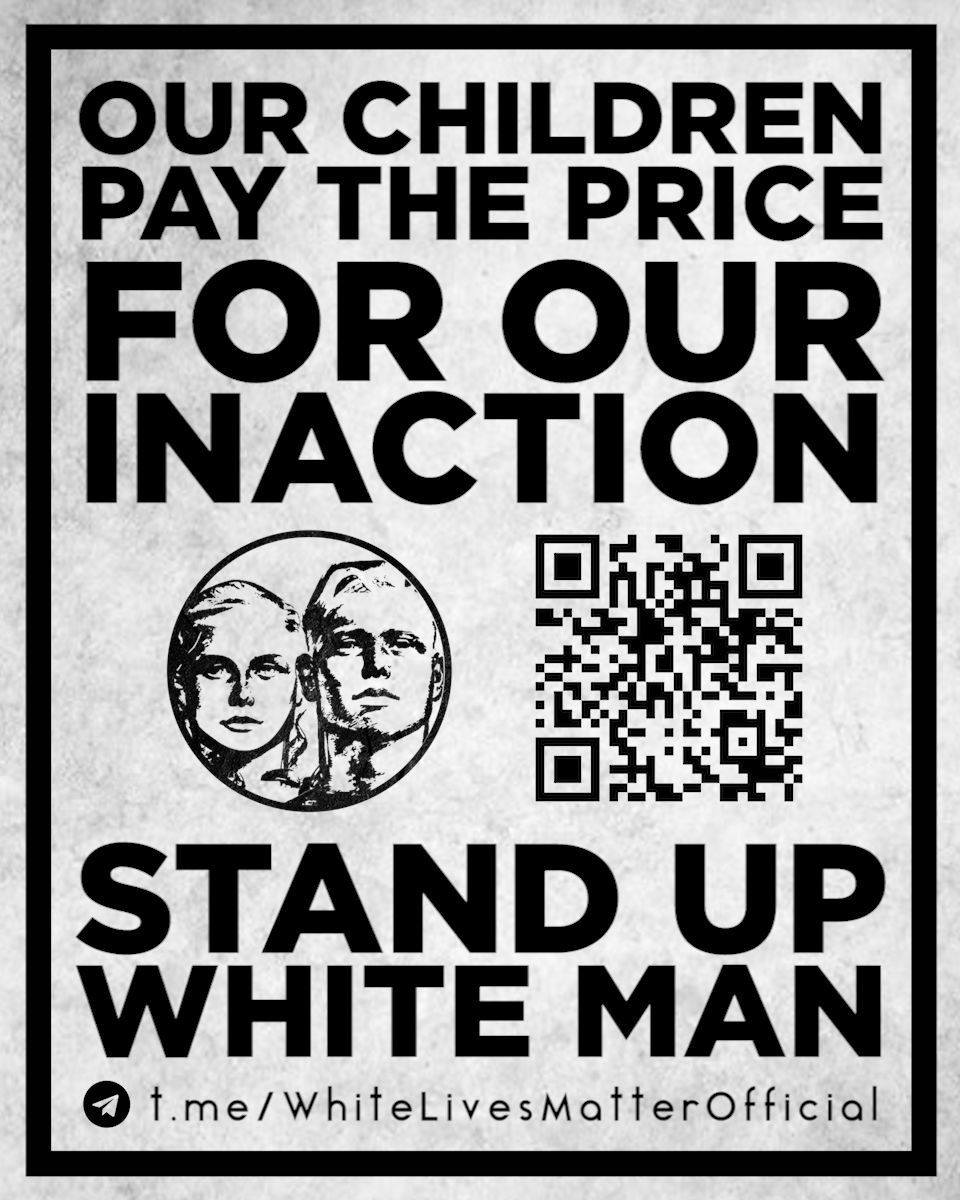 OUR CHILDREN
PAY THE PRICE
FOR OUR
INACTION
STAND UP
WHITE MAN
t.me/WhiteLivesMatterOfficial